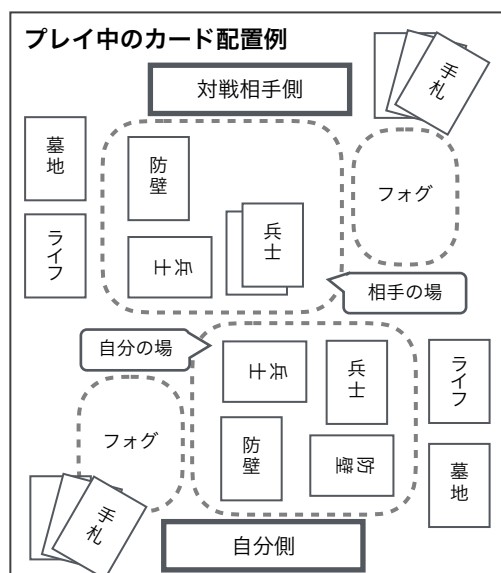 プレイ中のカード配置例
対戦相手側
手札
墓地
防壁
フォグ
ライフ
兵士
兵士
相手の場
自分の場
兵士
兵士
ライフ
フォグ
防壁
防壁
墓地
手札
自分側